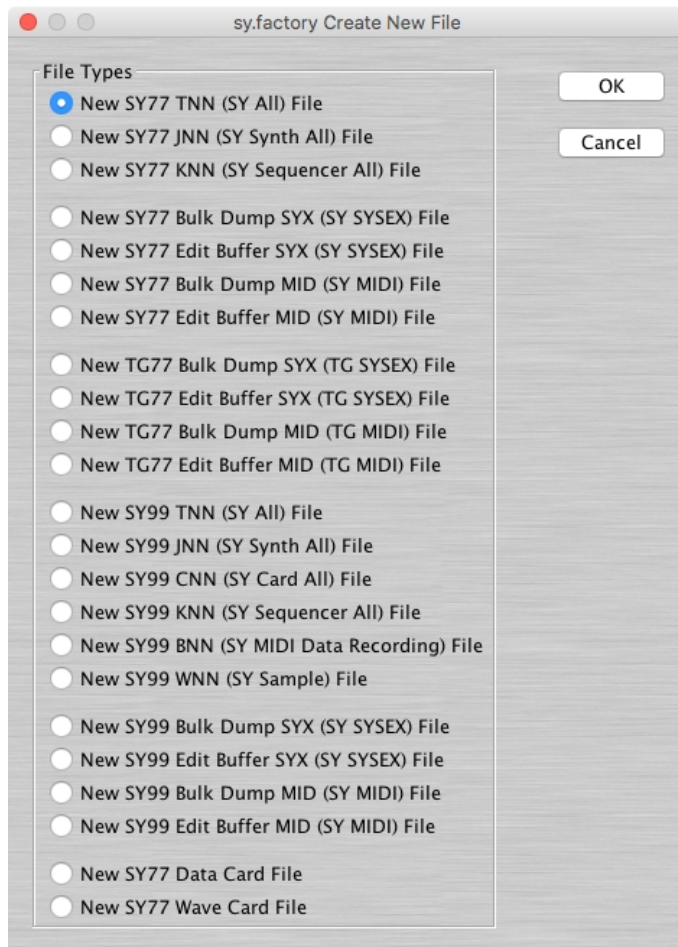 sy.factory Create New File
File Types
New SY77 TNN (SY All) File
New SY77 JNN (SY Synth All) File
New SY77 KNN (SY Sequencer All) File
New SY77 Bulk Dump SYX (SY SYSEX) File
New SY77 Edit Buffer SYX (SY SYSEX) File
New SY77 Bulk Dump MID (SY MIDI) File
New SY77 Edit Buffer MID (SY MIDI) File
New TG77 Bulk Dump SYX (TG SYSEX) File
New TG77 Edit Buffer SYX (TG SYSEX) File
New TG77 Bulk Dump MID (TG MIDI) File
New TG77 Edit Buffer MID (TG MIDI) File
New SY99 TNN (SY All) File
New SY99 JNN (SY Synth All) File
New SY99 CNN (SY Card All) File
New SY99 KNN (SY Sequencer All) File
New SY99 BNN (SY MIDI Data Recording) File
New SY99 WNN (SY Sample) File
New SY99 Bulk Dump SYX (SY SYSEX) File
New SY99 Edit Buffer SYX (SY SYSEX) File
New SY99 Bulk Dump MID (SY MIDI) File
New SY99 Edit Buffer MID (SY MIDI) File
New SY77 Data Card File
New SY77 Wave Card File
OK
Cancel